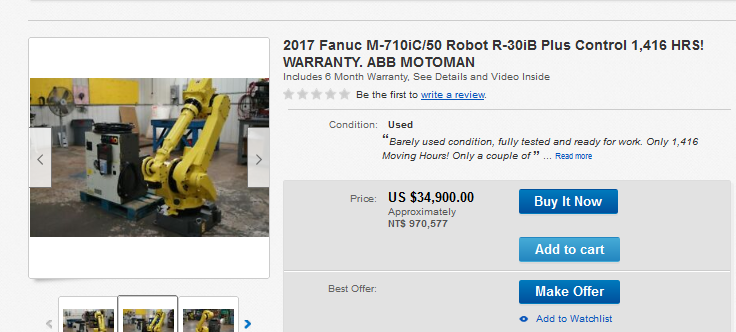 2017 Fanuc M-710iC/50 Robot R-30iB Plus Control 1,416 HRS!
WARRANTY. ABB MOTOMAN
Includes 6 Month Warranty, See Details and Video Inside
Be the first to write a review.
Condition: Used
“Barely used condition, fully tested and ready for work. Only 1,416
Moving Hours! Only a couple of ” ... Read more
Price: US $34,900.00
Approximately
NT$ 970,577
Buy It Now
Add to cart
Best Offer:
Make Offer
Add to Watchlist